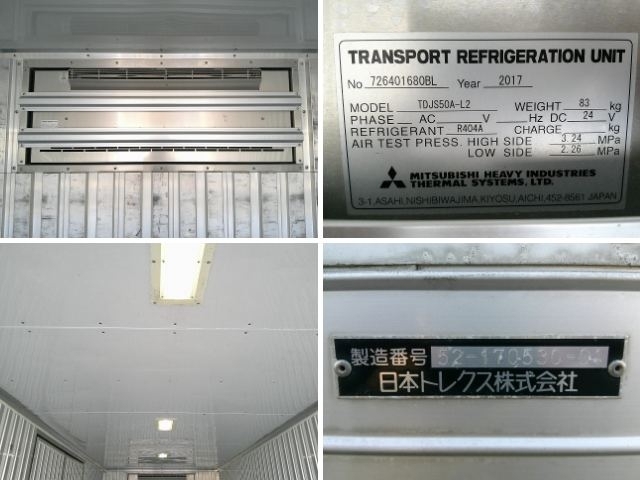 TRANSPORT REFRIGERATION UNIT
No 726401680BL Year 2017
MODEL TDJS50A-L2 WEIGHT 83 kg
PHASE AC V Hz DC 24 V
REFRIGERANT R404A CHARGE kg
AIR TEST PRESS. HIGH SIDE 3.24 MPa
LOW SIDE 2.26 MPa
MITSUBISHI HEAVY INDUSTRIES
THERMAL SYSTEMS, LTD.
3-1,ASAHI,NISHIBIWAJIMA,KIYOSU,AICHI,452-8561 JAPAN
製造番号
日本トレクス株式会社